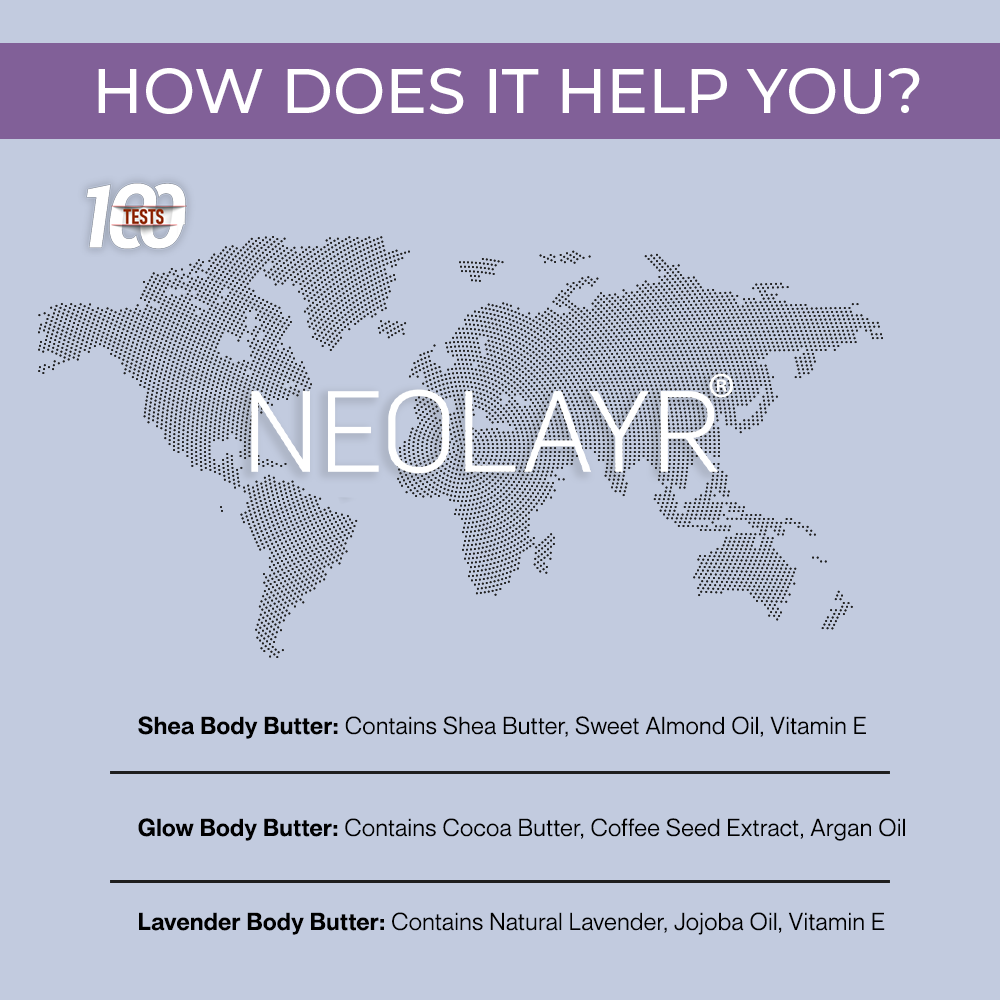 HOW DOES IT HELP YOU?
100
TESTS
NEOLAYR®
Shea Body Butter: Contains Shea Butter, Sweet Almond Oil, Vitamin E
Glow Body Butter: Contains Cocoa Butter, Coffee Seed Extract, Argan Oil
Lavender Body Butter: Contains Natural Lavender, Jojoba Oil, Vitamin E